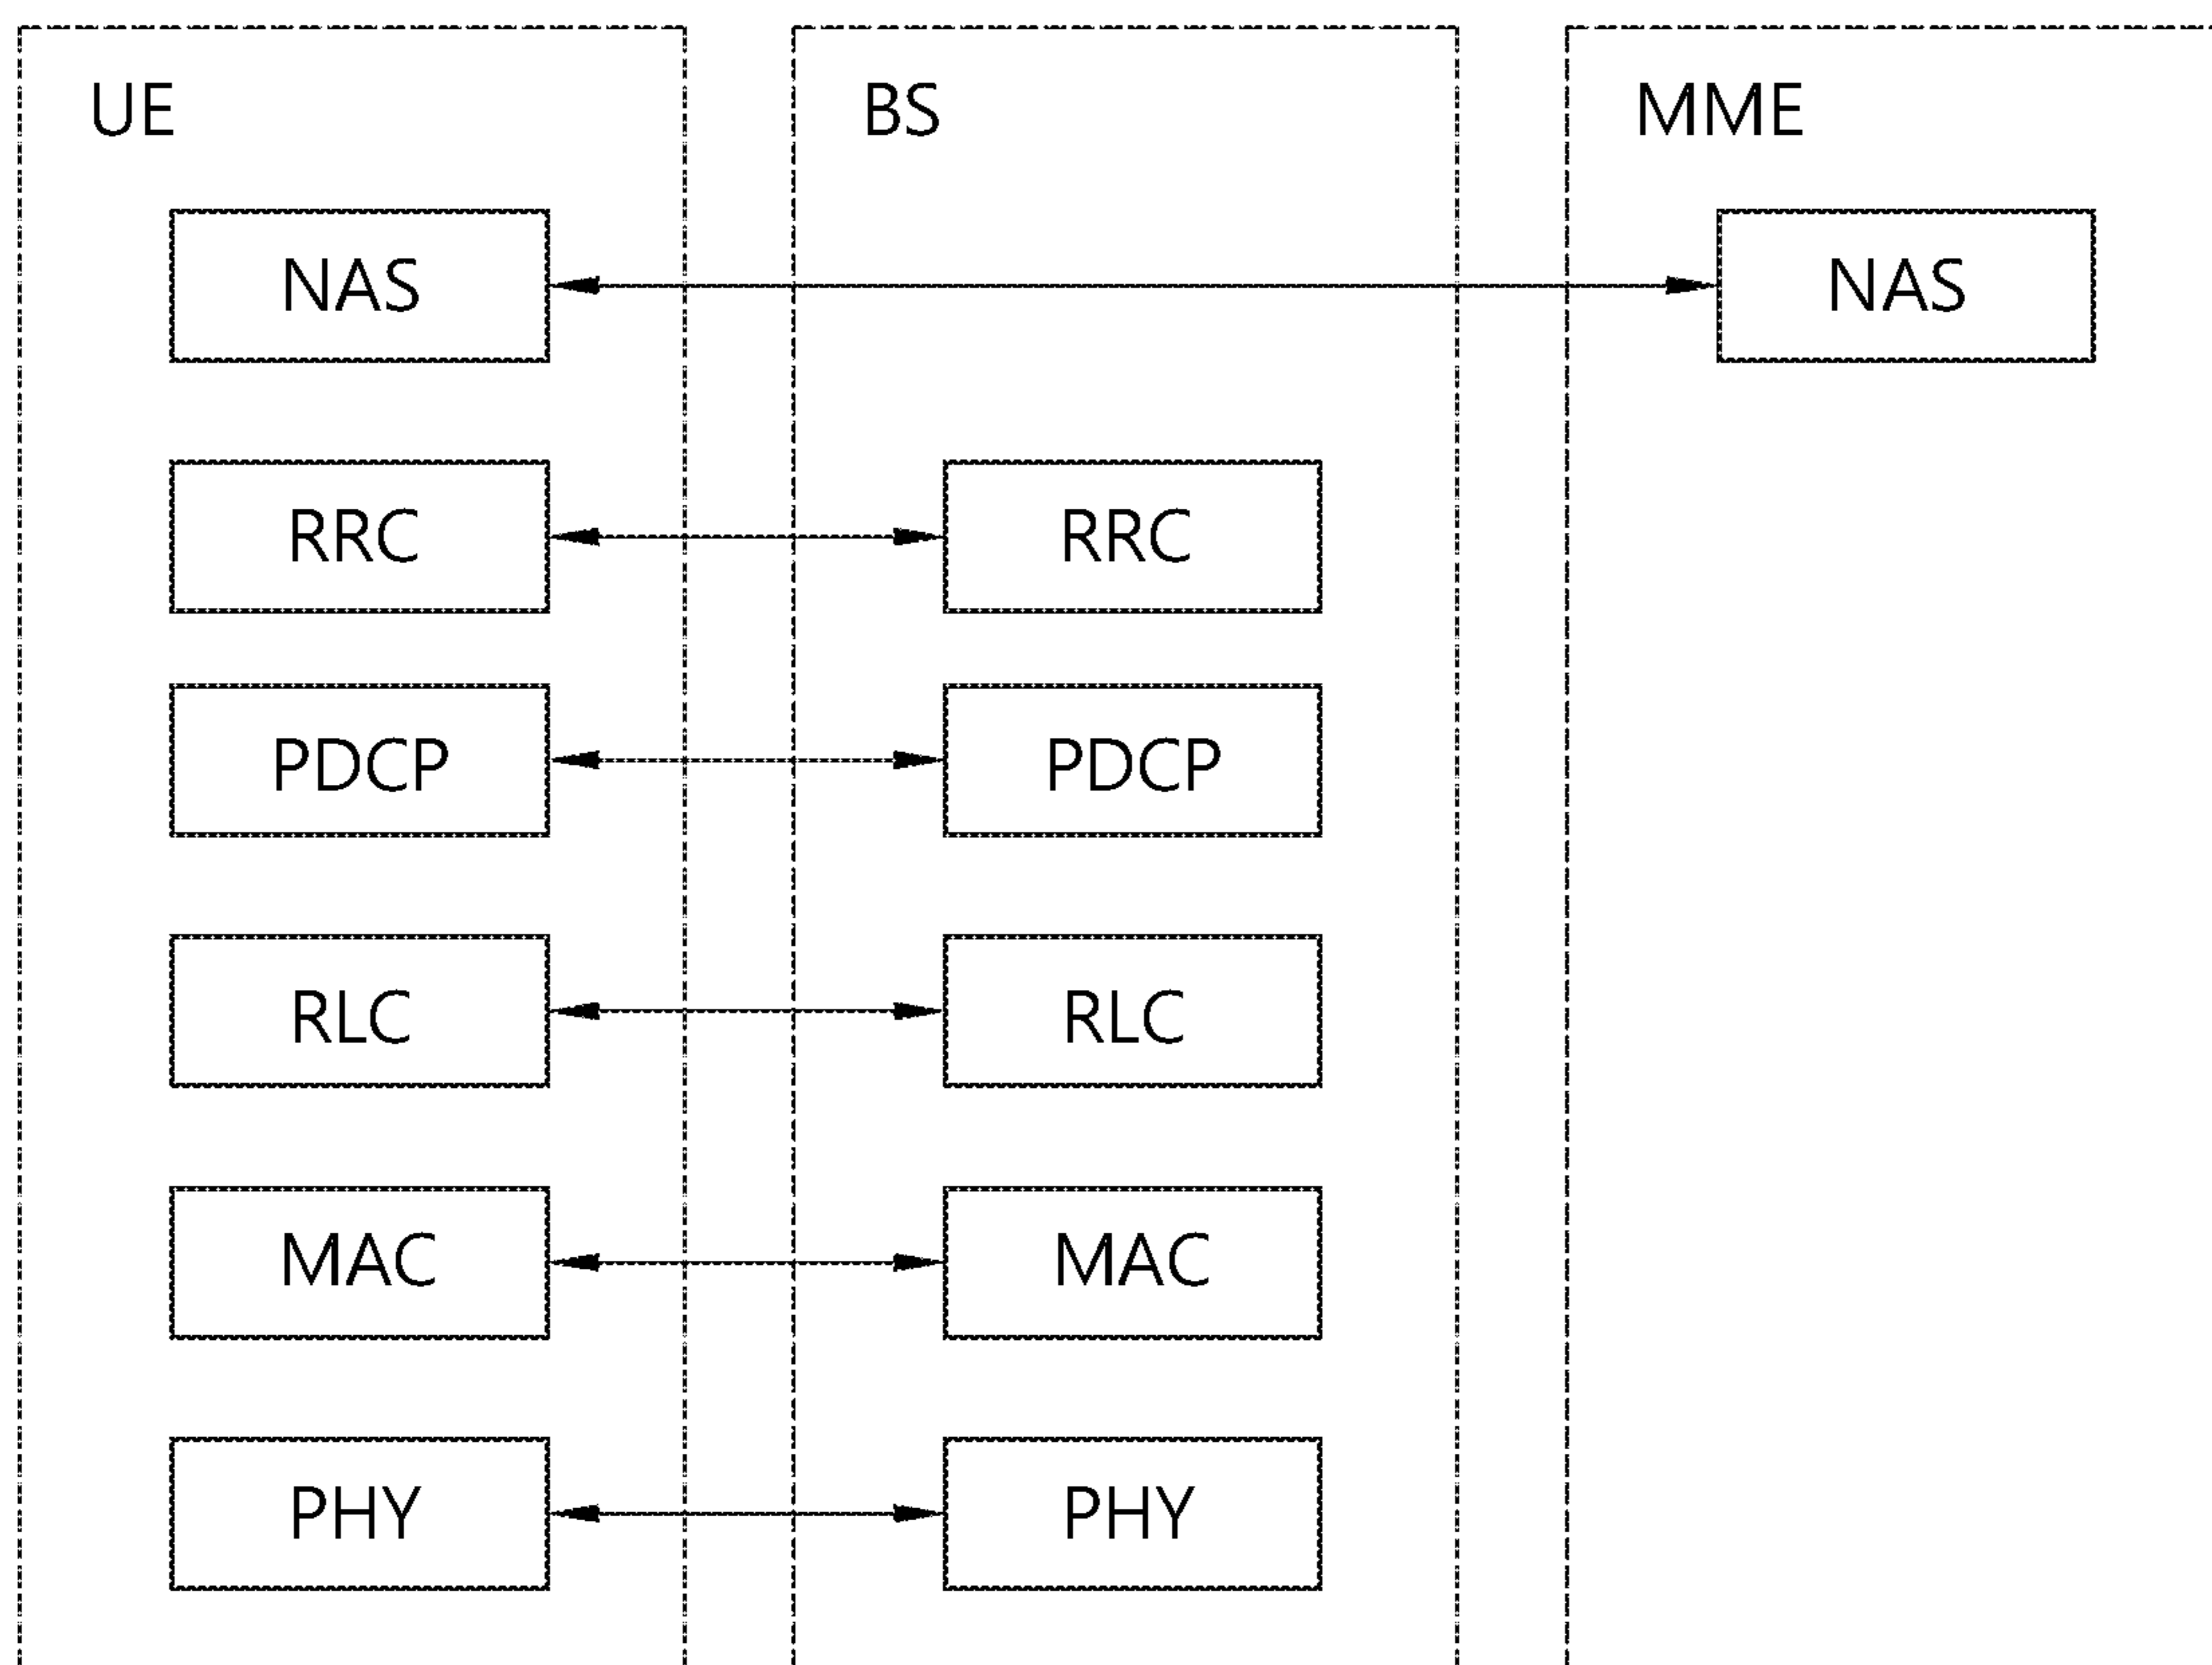 UE BS MME
NAS NAS
RRC RRC
PDCP PDCP
RLC RLC
MAC MAC
PHY PHY